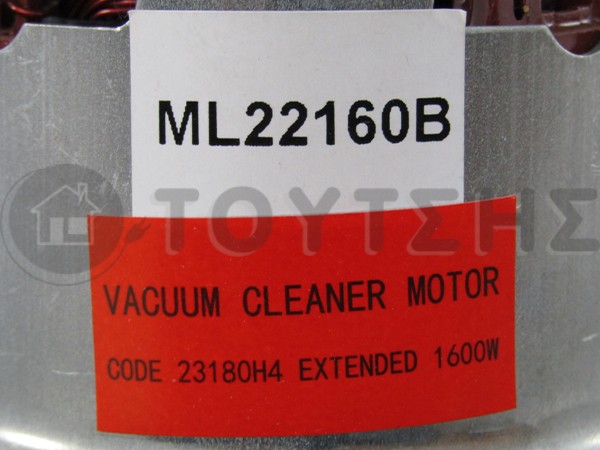 ML22160B
ΤΟΥΤΣΗΣ
VACUUM CLEANER MOTOR
CODE 23180H4 EXTENDED 1600W